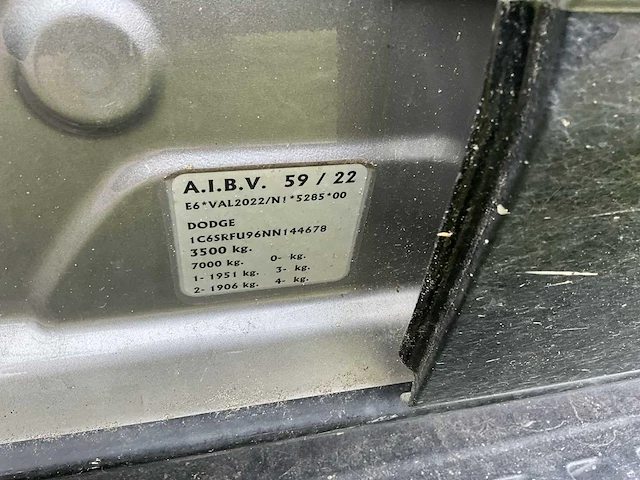 A.I.B.V. 59 / 22
E6*VAL2022/N1*5285*00
DODGE
1C6SRFU96NN144678
3500 kg.
7000 kg. 0- kg.
1- 1951 kg. 3- kg.
2- 1906 kg. 4- kg.